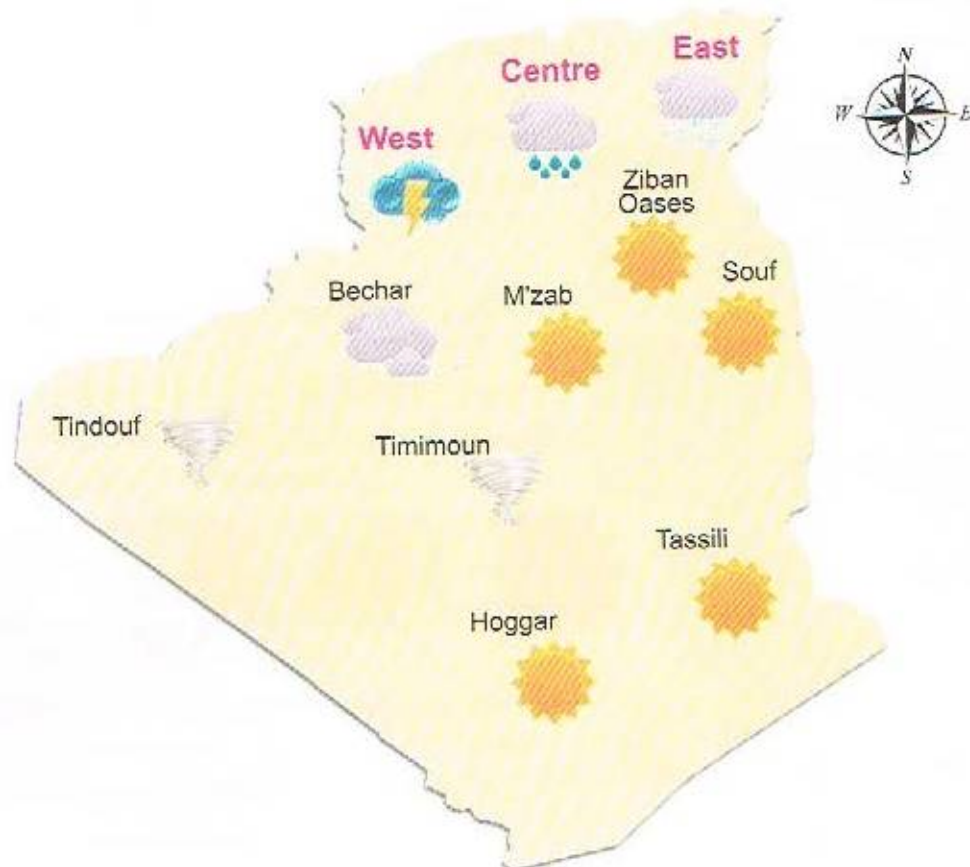 East
Centre
West
N
W
E
S
Ziban
Oases
Souf
Bechar
M'zab
Tindouf
Timimoun
Tassili
Hoggar